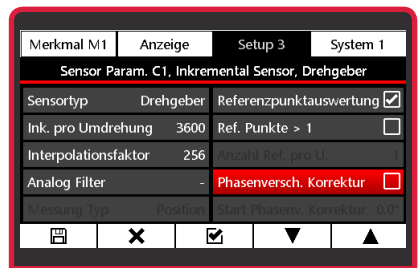 Merkmal M1 Anzeige Setup 3 System 1
Sensor Param. C1, Inkremental Sensor, Drehgeber
Sensortyp Drehgeber Referenzpunktauswertung
Ink. pro Umdrehung 3600 Ref. Punkte > 1
Interpolationsfaktor 256 Anzahl Ref. pro U. 1
Analog Filter - Phasenversch. Korrektur
Messung Typ Position Start Phasenv. Korrektur 0.0°